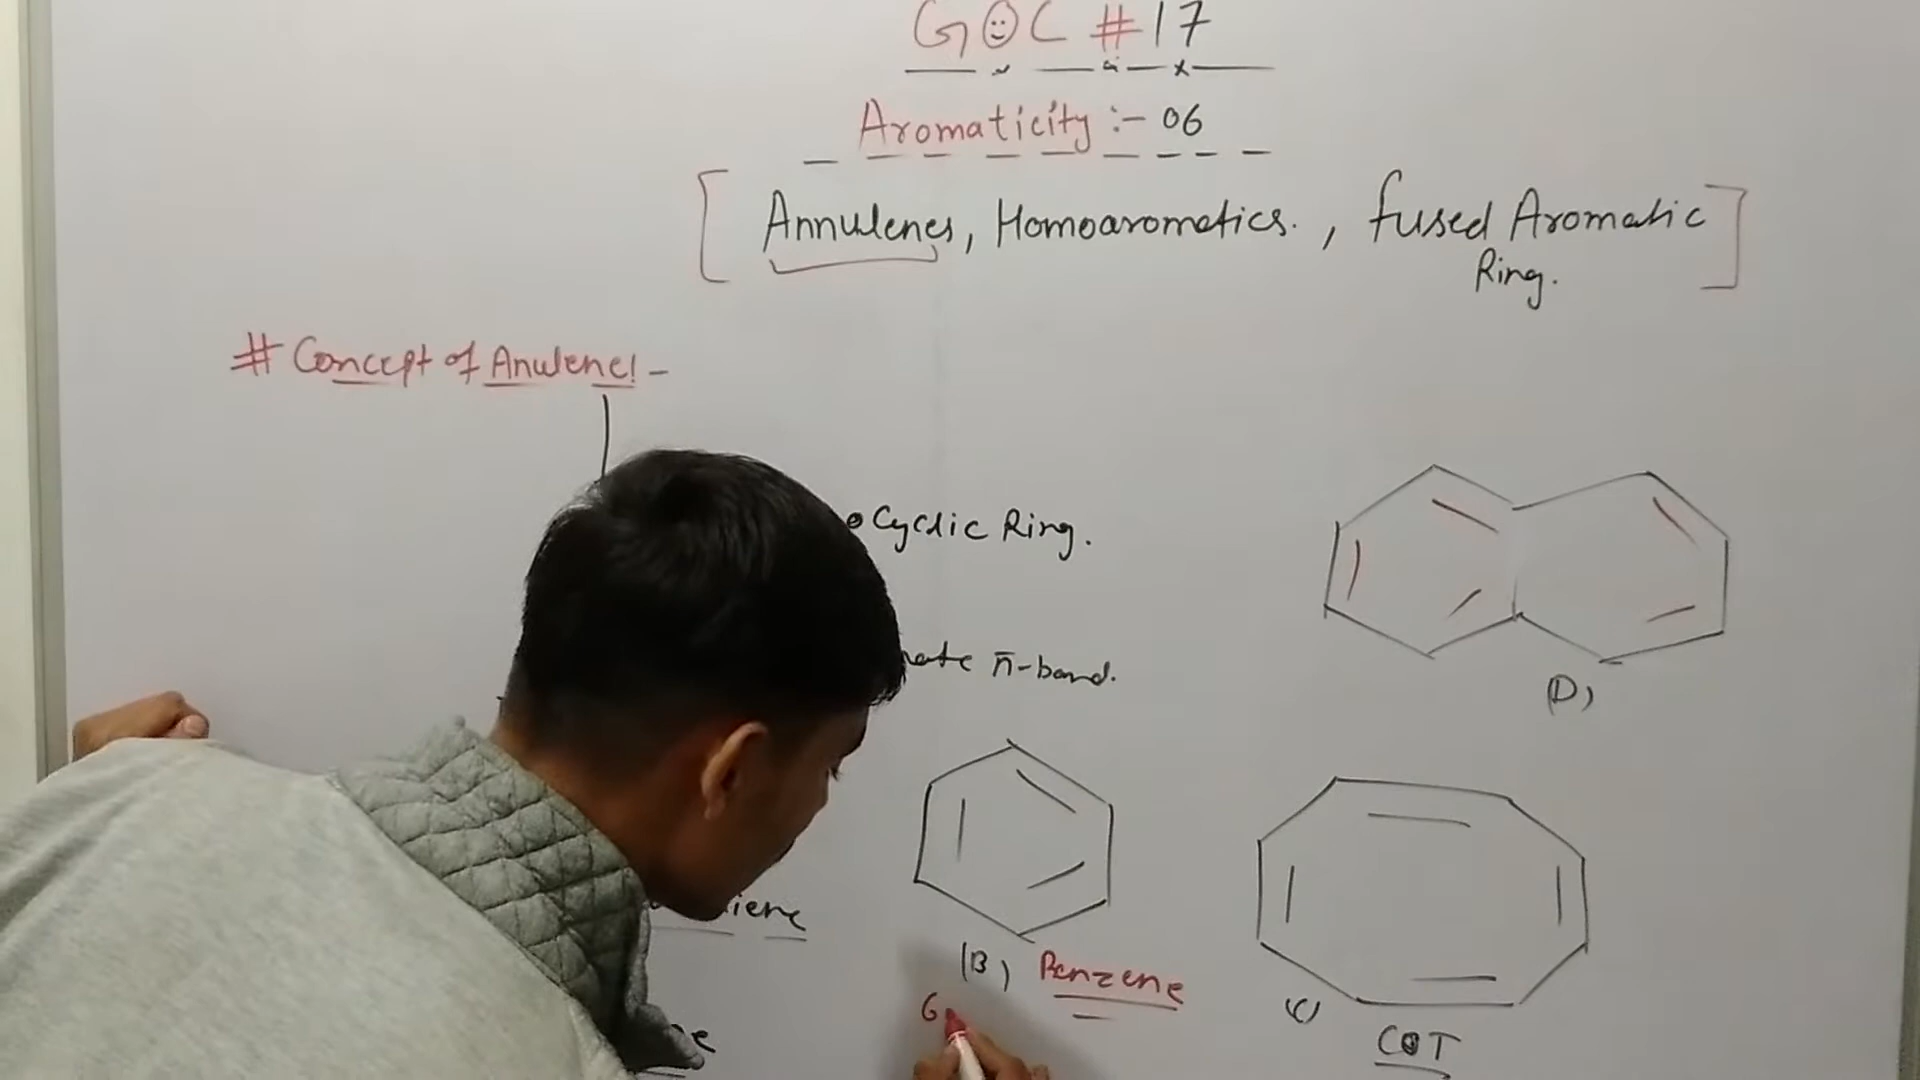 GOC #17
Aromaticity :- 06
[ Annulenes, Homoaromatics. , fused Aromatic
Ring. ]
# Concept of Anulene! -
Cyclic Ring.
π-bond.
(D)
(B) Benzene
6
(C)
COT